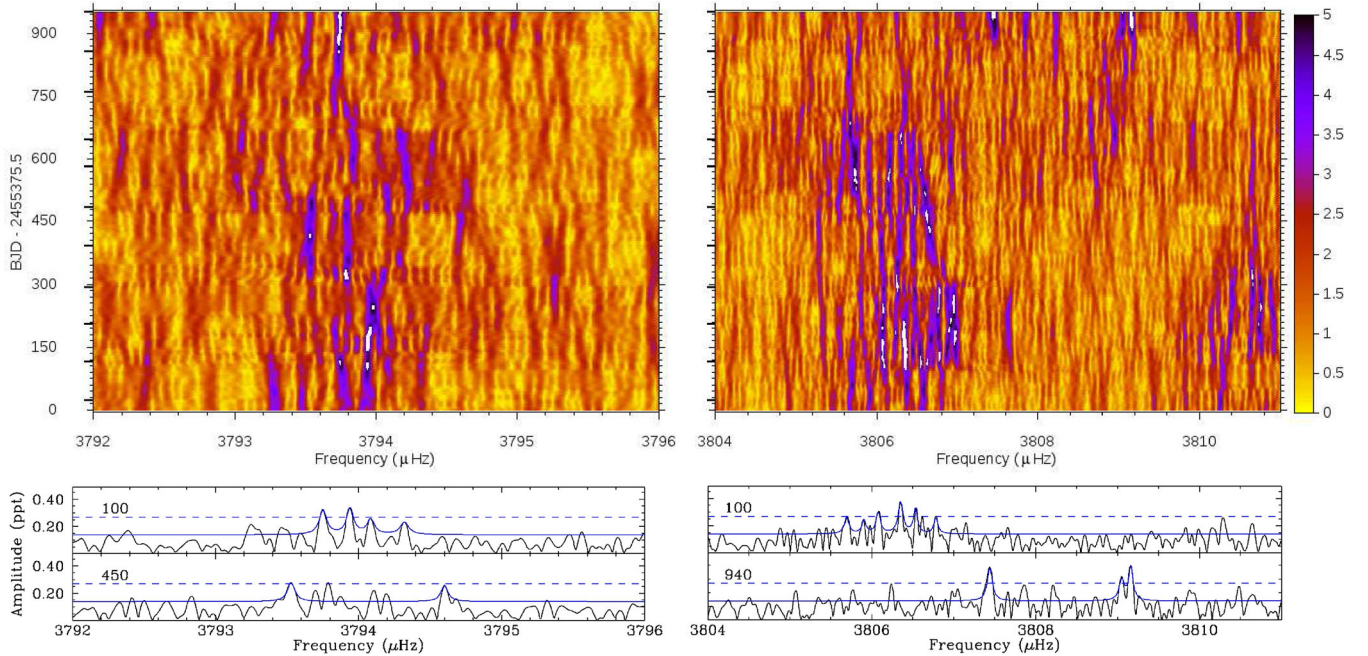 BJD - 2455375.5
900
750
600
450
300
150
0
3792 3793 3794 3795 3796
Frequency (μ Hz)
3804 3806 3808 3810
Frequency (μ Hz)
5
4.5
4
3.5
3
2.5
2
1.5
1
0.5
0
Amplitude (ppt)
0.40
0.20
0.40
0.20
100
450
3792 3793 3794 3795 3796
Frequency (μHz)
100
940
3804 3806 3808 3810
Frequency (μHz)